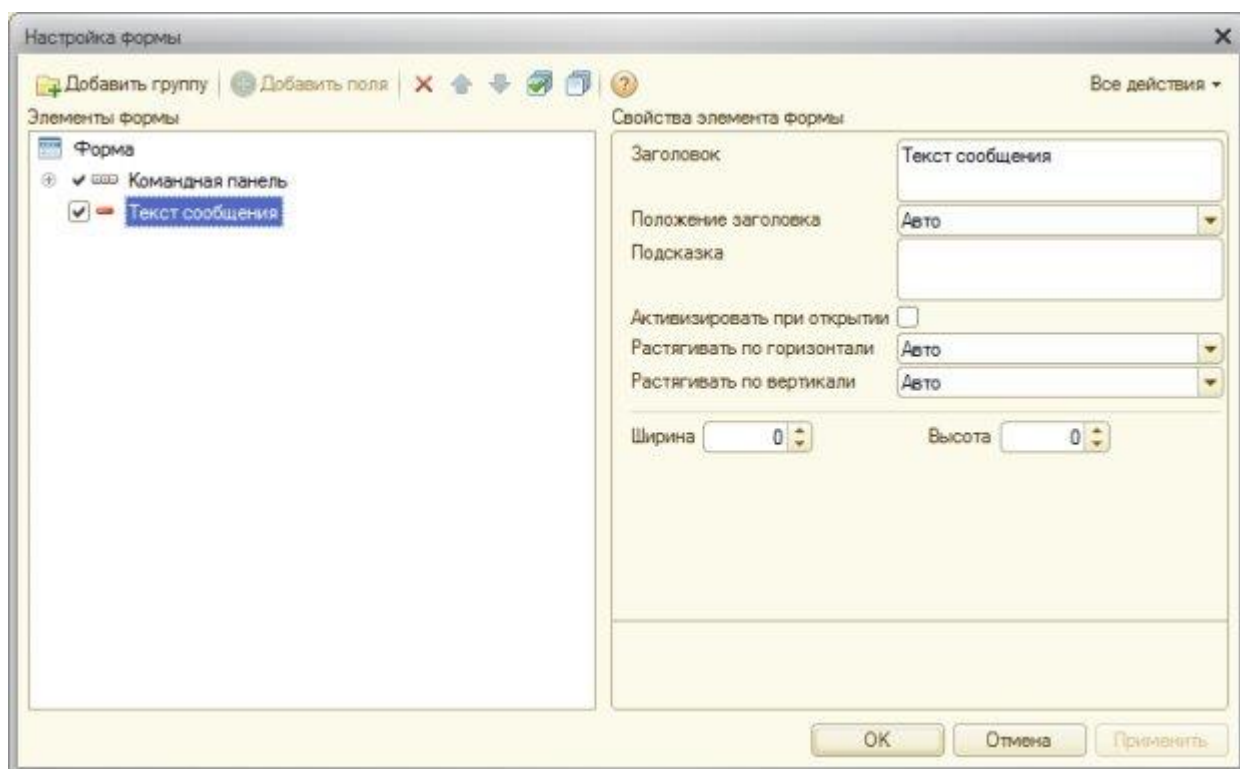 Настройка формы
Добавить группу Добавить поля Все действия
Элементы формы Свойства элемента формы
Форма
Командная панель
Текст сообщения
Заголовок Текст сообщения
Положение заголовка Авто
Подсказка
Активизировать при открытии
Растягивать по горизонтали Авто
Растягивать по вертикали Авто
Ширина 0 Высота 0
OK Отмена Применить